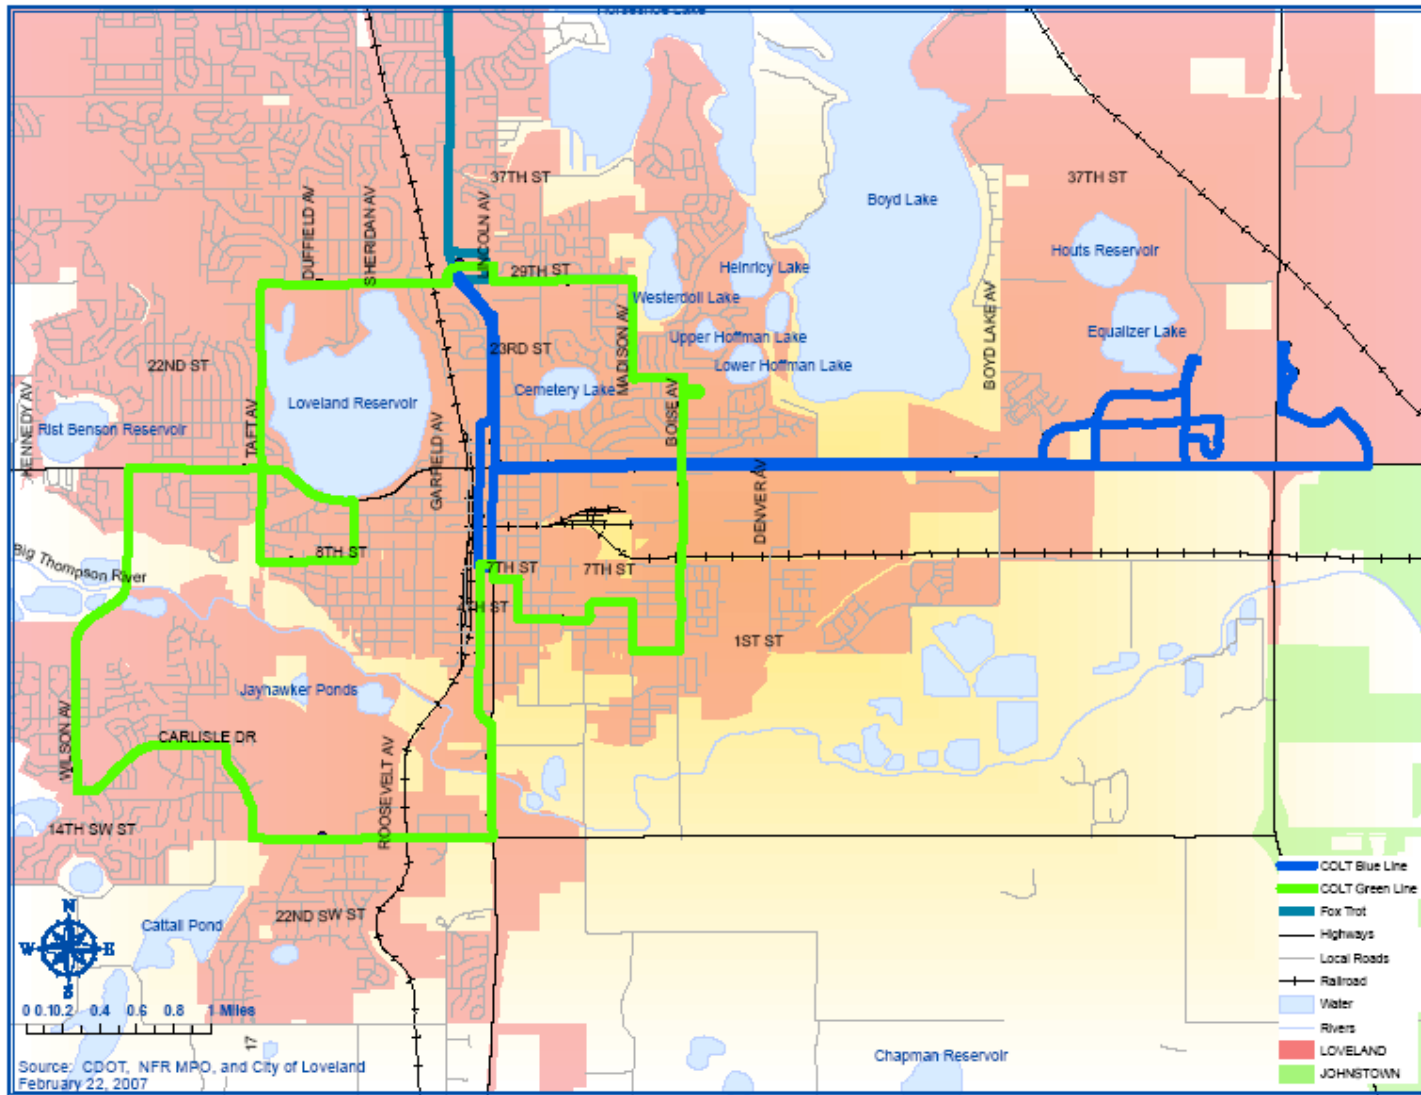 Horseshoe Lake
37TH ST
37TH ST
Boyd Lake
DUFFIELD AV
SHERIDAN AV
LINCOLN AV
29TH ST
Heinricy Lake
Houts Reservoir
Westerdoll Lake
BOYD LAKE AV
Equalizer Lake
Upper Hoffman Lake
23RD ST
MADISON AV
22ND ST
Lower Hoffman Lake
Cemetery Lake
Loveland Reservoir
KENNEDY AV
Rist Benson Reservoir
TAFT AV
GARFIELD AV
BOISE AV
DENVER AV
8TH ST
Big Thompson River
7TH ST
7TH ST
4TH ST
1ST ST
Jayhawker Ponds
WILSON AV
CARLISLE DR
ROOSEVELT AV
14TH SW ST
COLT Blue Line
COLT Green Line
Fox Trot
Highways
Local Roads
Railroad
Water
Rivers
LOVELAND
JOHNSTOWN
22ND SW ST
Cattail Pond
N
W E
S
0 0.10.2 0.4 0.6 0.8 1 Miles
17
Chapman Reservoir
Source: CDOT, NFR MPO, and City of Loveland
February 22, 2007